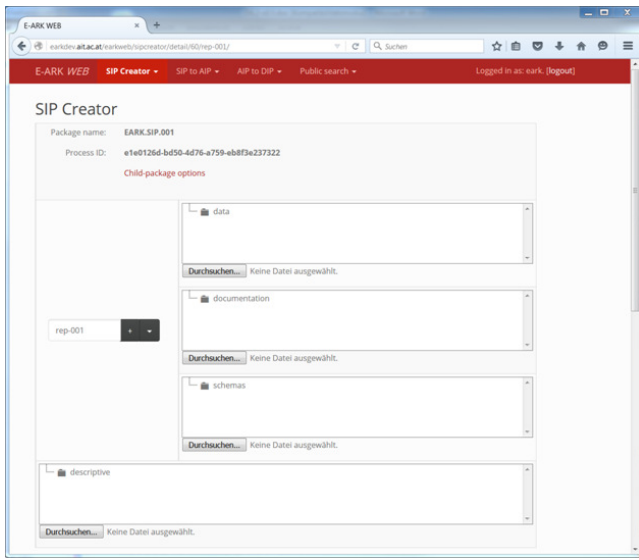 E-ARK WEB
earkdev.ait.ac.at/earkweb/sipcreator/detail/60/rep-001/
Suchen
E-ARK WEB SIP Creator SIP to AIP AIP to DIP Public search Logged in as: eark. [logout]
SIP Creator
Package name: EARK.SIP.001
Process ID: e1e0126d-bd50-4d76-a759-eb8f3e237322
Child-package options
data
Durchsuchen... Keine Datei ausgewählt.
documentation
rep-001 +
Durchsuchen... Keine Datei ausgewählt.
schemas
Durchsuchen... Keine Datei ausgewählt.
descriptive
Durchsuchen... Keine Datei ausgewählt.